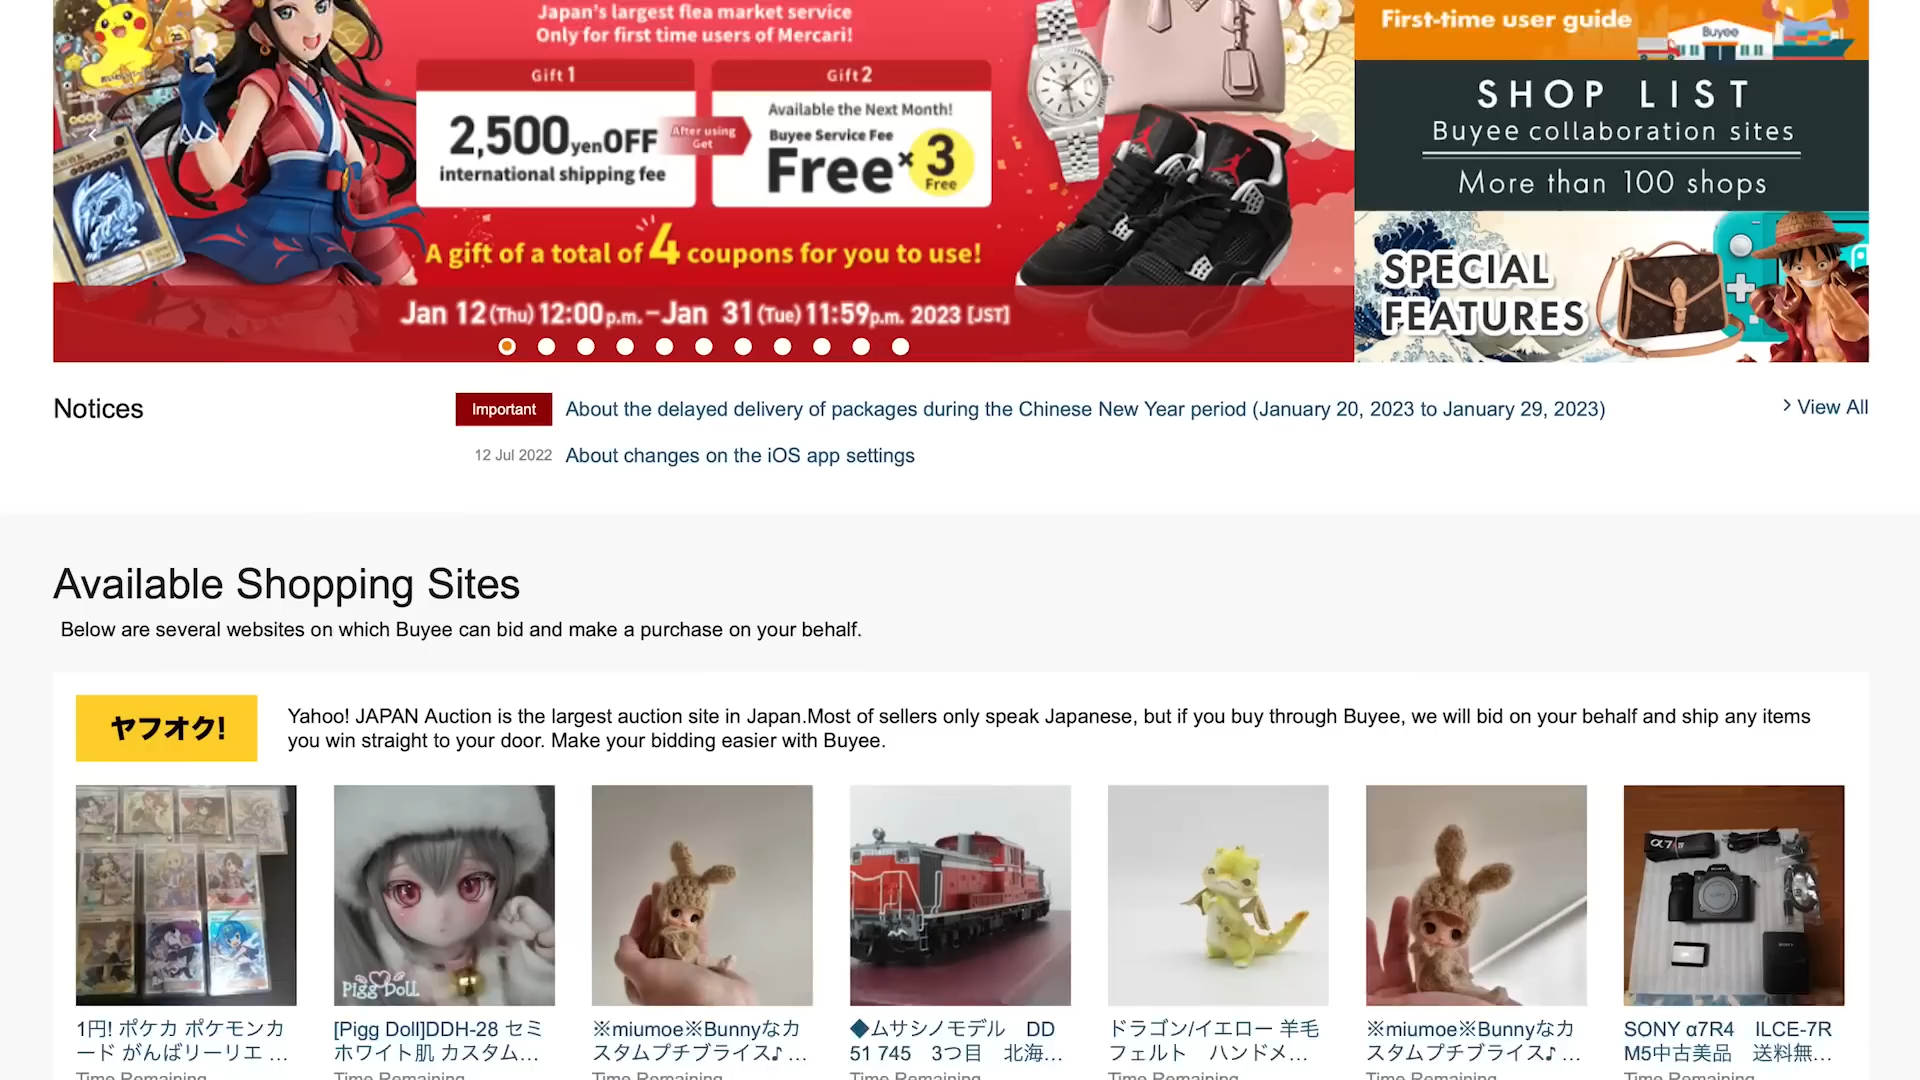 Japan's largest flea market service
Only for first time users of Mercari!
Gift 1
2,500yenOFF
international shipping fee
After using
Get
Gift 2
Available the Next Month!
Buyee Service Fee
Free × 3
Free
A gift of a total of 4 coupons for you to use!
Jan 12(Thu) 12:00p.m.-Jan 31(Tue) 11:59p.m. 2023 [JST]
First-time user guide
Buyee
SHOP LIST
Buyee collaboration sites
More than 100 shops
SPECIAL
FEATURES
Notices
Important
About the delayed delivery of packages during the Chinese New Year period (January 20, 2023 to January 29, 2023)
View All
12 Jul 2022
About changes on the iOS app settings
Available Shopping Sites
Below are several websites on which Buyee can bid and make a purchase on your behalf.
ヤフオク!
Yahoo! JAPAN Auction is the largest auction site in Japan.Most of sellers only speak Japanese, but if you buy through Buyee, we will bid on your behalf and ship any items
you win straight to your door. Make your bidding easier with Buyee.
Pigg Doll
1円! ポケカ ポケモンカ
ード がんばリーリエ ...
Time Remaining
[Pigg Doll]DDH-28 セミ
ホワイト肌 カスタム...
Time Remaining
※miumoe※Bunnyなカ
スタムプチブライス♪ ...
Time Remaining
◆ムサシノモデル DD
51 745 3つ目 北海...
Time Remaining
ドラゴン/イエロー 羊毛
フェルト ハンドメ...
Time Remaining
※miumoe※Bunnyなカ
スタムプチブライス♪ ...
Time Remaining
SONY α7R4 ILCE-7R
M5中古美品 送料無...
Time Remaining